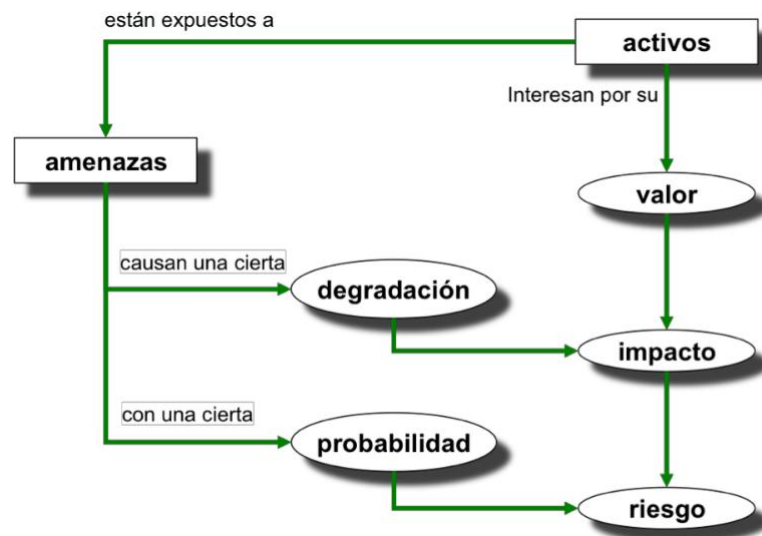 están expuestos a
activos
Interesan por su
amenazas
valor
causan una cierta
degradación
impacto
con una cierta
probabilidad
riesgo